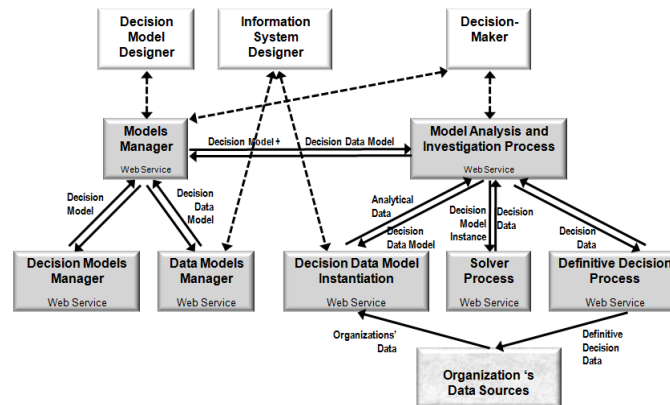 Decision
Model
Designer
Information
System
Designer
Decision-
Maker
Models
Manager
Web Service
Decision Model +
Decision Data Model
Model Analysis and
Investigation Process
Web Service
Decision
Model
Decision
Data
Model
Analytical
Data
Decision
Data Model
Decision
Model
Instance
Decision
Data
Decision
Data
Decision Models
Manager
Web Service
Data Models
Manager
Web Service
Decision Data Model
Instantiation
Web Service
Solver
Process
Web Service
Definitive Decision
Process
Web Service
Organizations'
Data
Definitive
Decision
Data
Organization ‘s
Data Sources